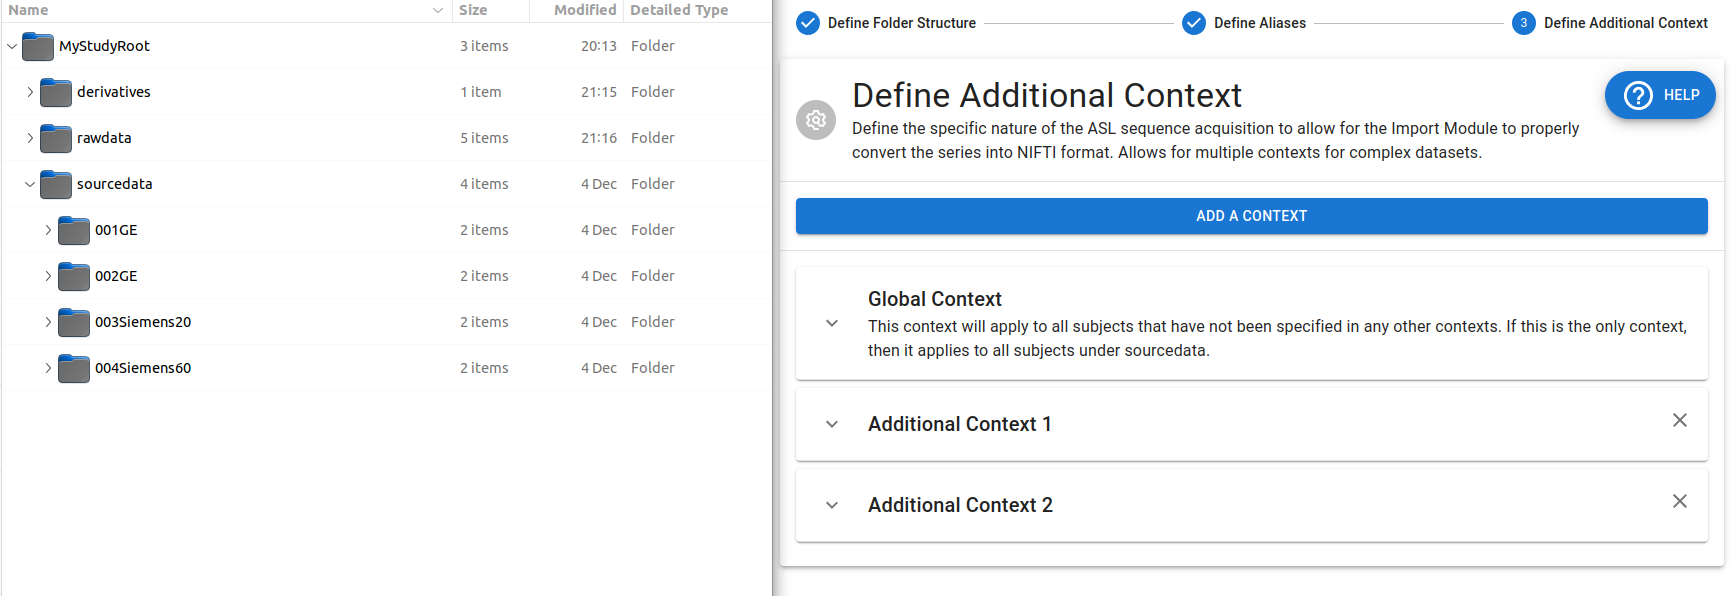 Name Size Modified Detailed Type
MyStudyRoot 3 items 20:13 Folder
derivatives 1 item 21:15 Folder
rawdata 5 items 21:16 Folder
sourcedata 4 items 4 Dec Folder
001GE 2 items 4 Dec Folder
002GE 2 items 4 Dec Folder
003Siemens20 2 items 4 Dec Folder
004Siemens60 2 items 4 Dec Folder
Define Folder Structure Define Aliases 3 Define Additional Context
Define Additional Context
HELP
Define the specific nature of the ASL sequence acquisition to allow for the Import Module to properly
convert the series into NIFTI format. Allows for multiple contexts for complex datasets.
ADD A CONTEXT
Global Context
This context will apply to all subjects that have not been specified in any other contexts. If this is the only context,
then it applies to all subjects under sourcedata.
Additional Context 1
Additional Context 2